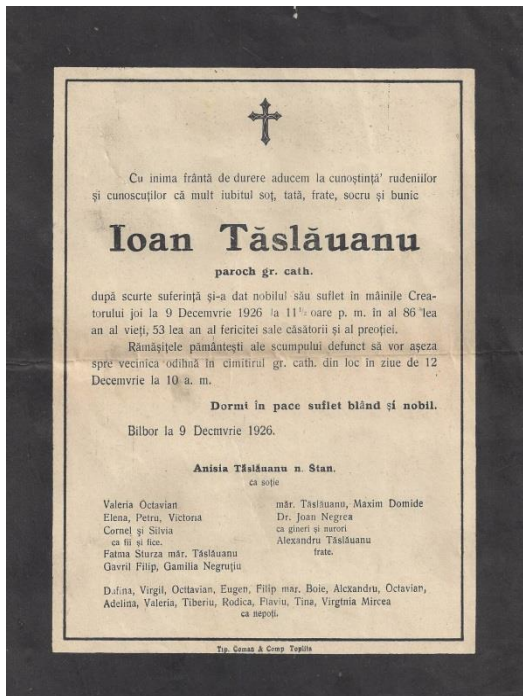 Cu inima frântă de durere aducem la cunoştinţa' rudeniilor
şi cunoscuţilor că mult iubitul soţ, tată, frate, socru şi bunic
Ioan Tăslăuanu
paroch gr. cath.
după scurte suferinţă şi-a dat nobilul său suflet în mâinile Crea-
torului joi la 9 Decemvrie 1926 la 11½ oare p. m. în al 86 lea
an al vieţi, 53 lea an al fericitei sale căsătorii şi al preoţiei.
Rămăşiţele pământeşti ale scumpului defunct să vor aşeza
spre vecinica odihnă în cimitirul gr. cath. din loc în ziue de 12
Decemvrie la 10 a. m.
Dormi în pace suflet blând şi nobil.
Bilbor la 9 Decmvrie 1926.
Anisia Tăslăuanu n. Stan.
ca soţie
Valeria Octavian
Elena, Petru, Victoria
Cornel şi Silvia
ca fii şi fice.
Fatma Sturza măr. Tăslăuanu
Gavril Filip, Gamilia Negruţiu
măr. Tăslăuanu, Maxim Domide
Dr. Joan Negrea
ca gineri şi nurori
Alexandru Tăslăuanu
frate.
Dafina, Virgil, Octtavian, Eugen, Filip mar. Boie, Alexandru, Octavian,
Adelina, Valeria, Tiberiu, Rodica, Flaviu, Tina, Virgtnia Mircea
ca nepoţi.
Tip. Coman & Comp Topliţa